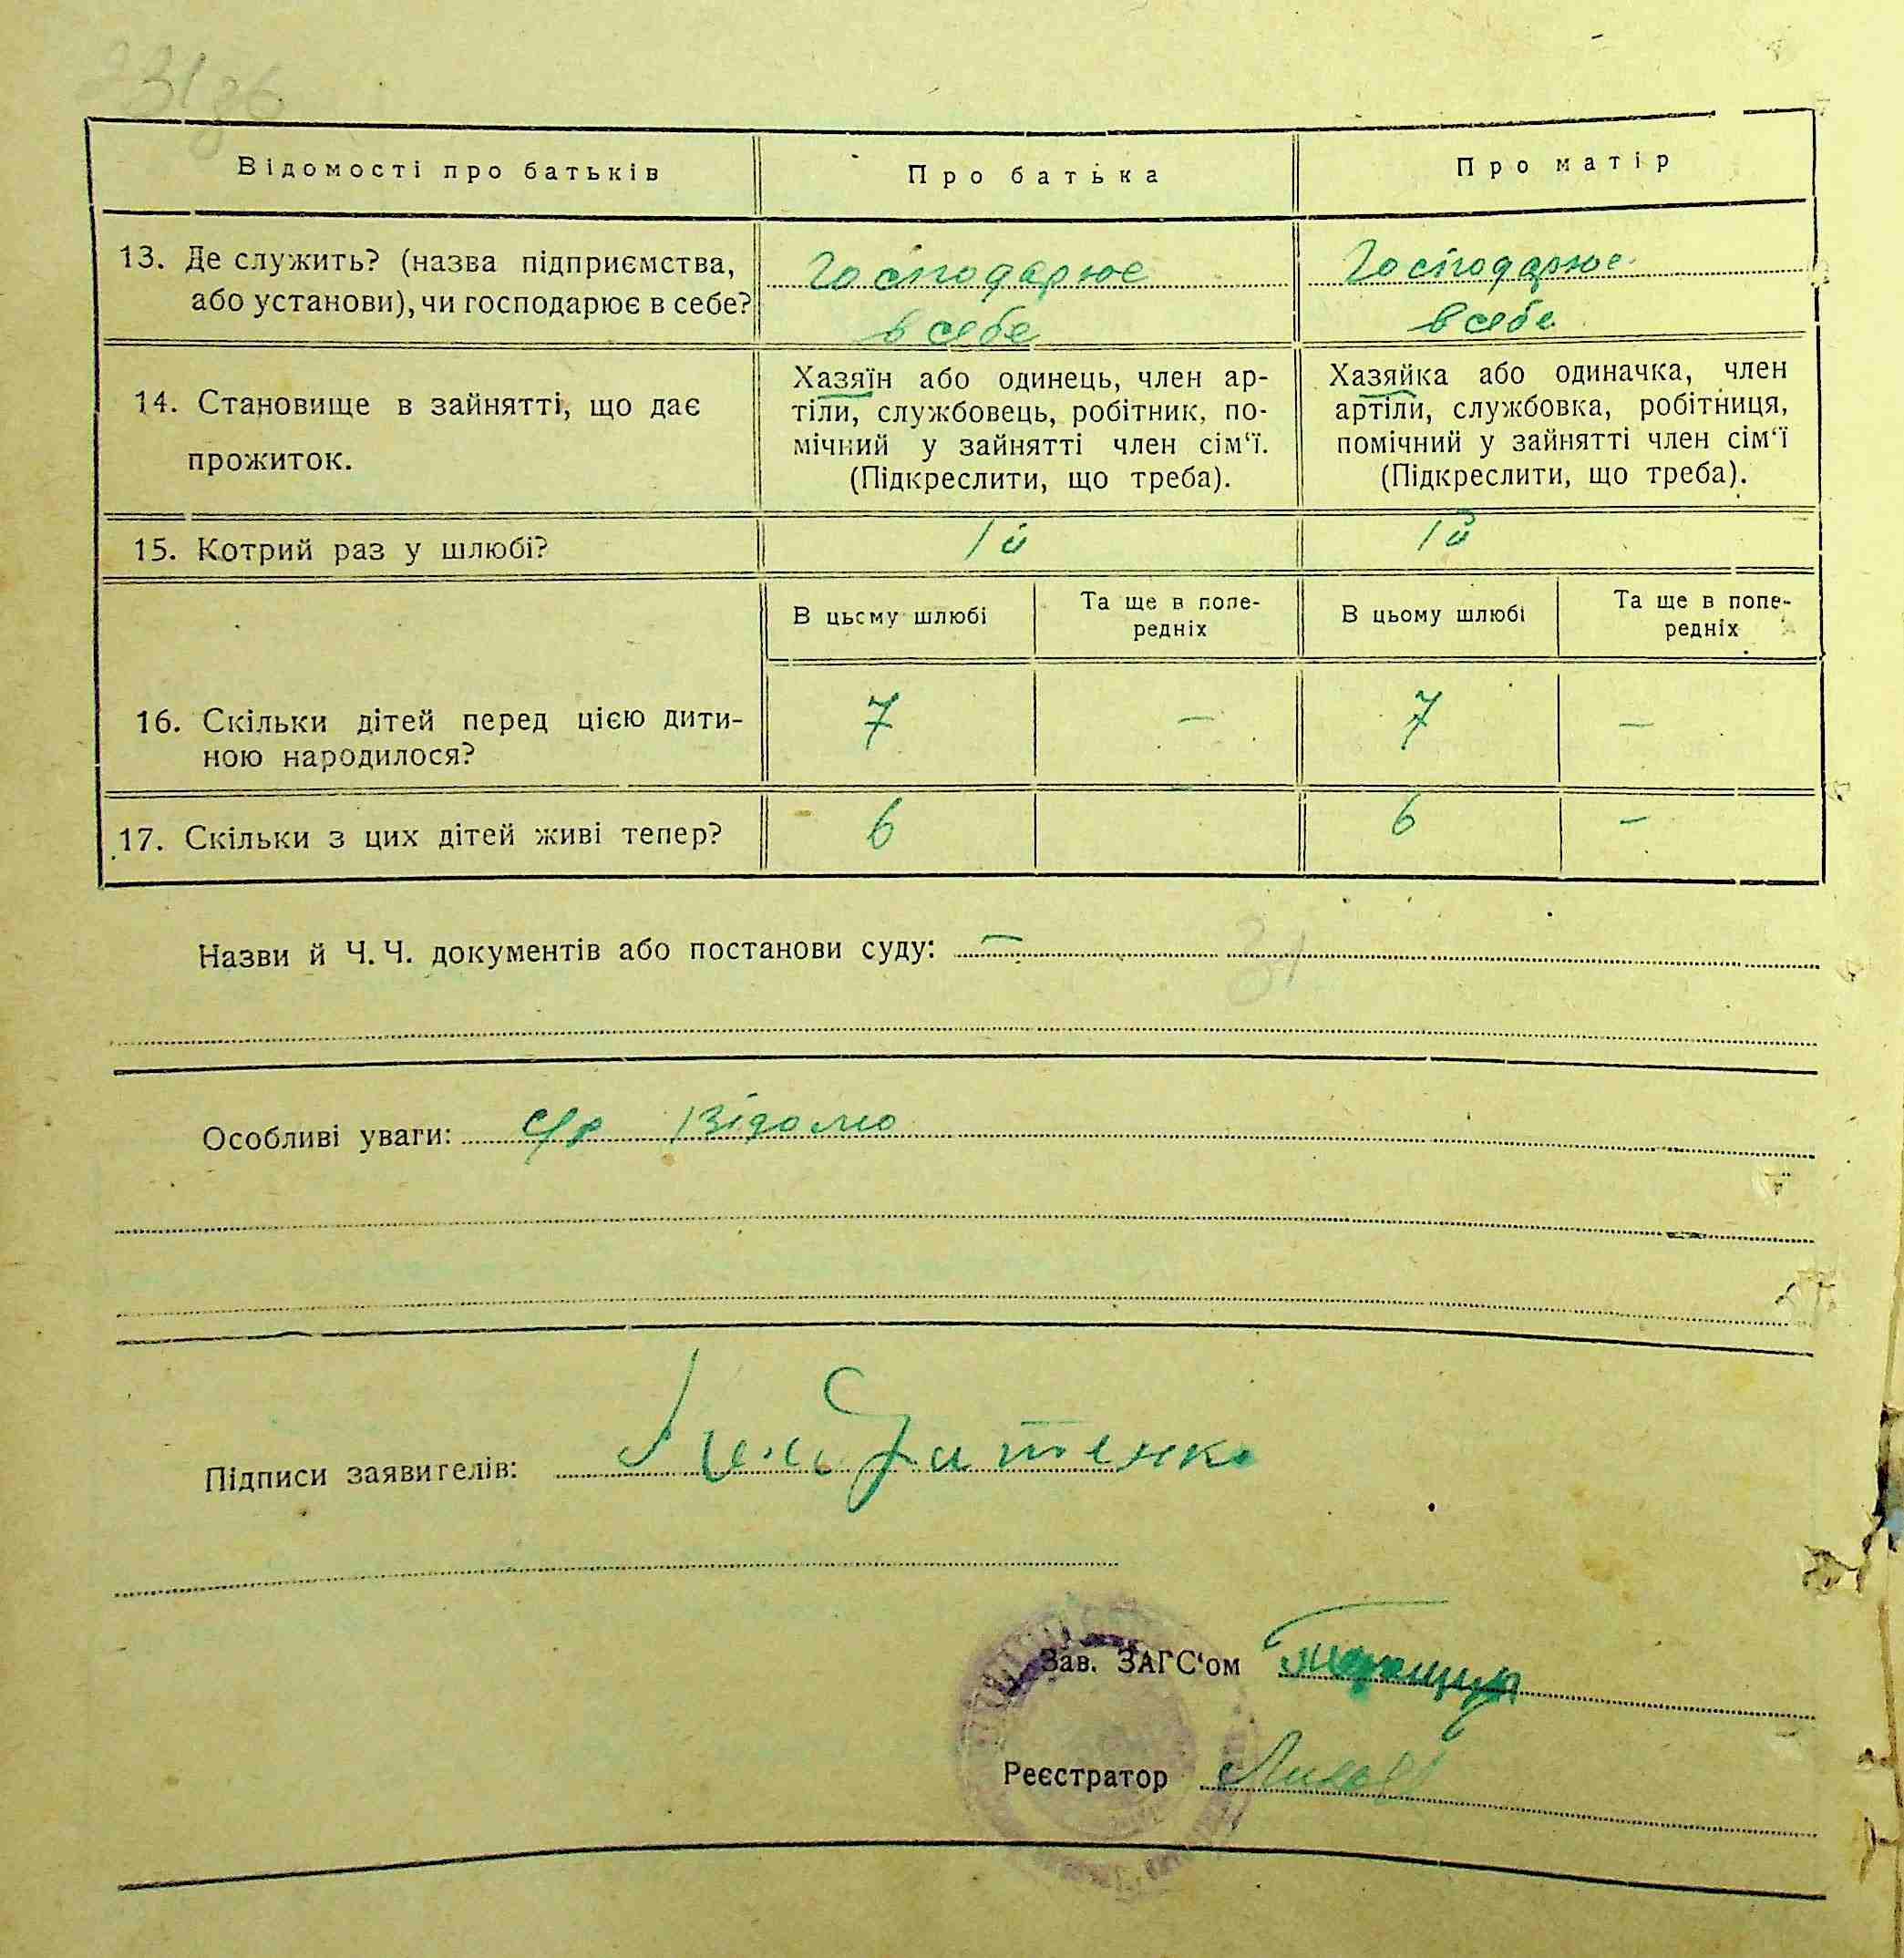 Відомості про батьків
Про батька
Про матір
13. Де служить? (назва підприємства,
або установи), чи господарює в себе?
Господарює
в себе
Господарює
в себе
14. Становище в зайнятті, що дає
прожиток.
Хазяїн або одинець, член ар-
тіли, службовець, робітник, по-
мічний у зайнятті член сім‘ї.
(Підкреслити, що треба).
Хазяйка або одиначка, член
артіли, службовка, робітниця,
помічний у зайнятті член сім‘ї
(Підкреслити, що треба).
15. Котрий раз у шлюбі?
1й
1й
В цьому шлюбі
Та ще в попе-
редніх
В цьому шлюбі
Та ще в попе-
редніх
16. Скільки дітей перед цією дити-
ною народилося?
7
—
7
—
17. Скільки з цих дітей живі тепер?
6
6
—
Назви й Ч. Ч. документів або постанови суду: —
31
Особливі уваги: Відомо
Підписи заявителів:
Зав. ЗАГС‘ом
Реєстратор